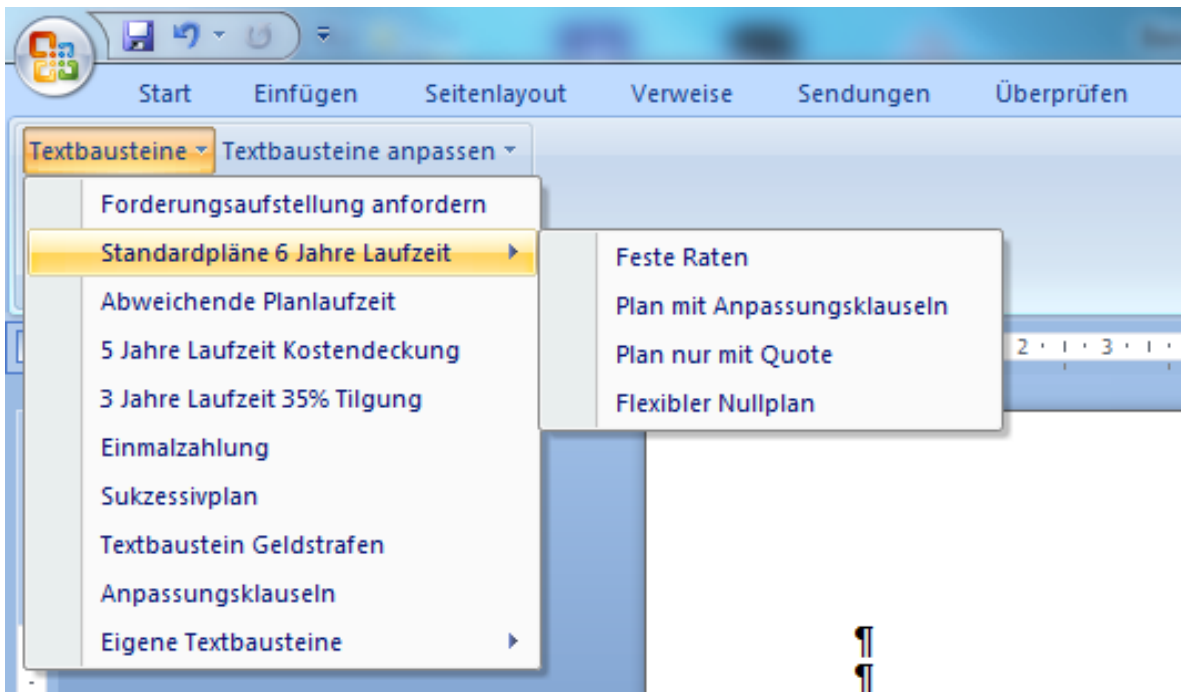 Start Einfügen Seitenlayout Verweise Sendungen Überprüfen
Textbausteine Textbausteine anpassen
Forderungsaufstellung anfordern
Standardpläne 6 Jahre Laufzeit
Abweichende Planlaufzeit
5 Jahre Laufzeit Kostendeckung
3 Jahre Laufzeit 35% Tilgung
Einmalzahlung
Sukzessivplan
Textbaustein Geldstrafen
Anpassungsklauseln
Eigene Textbausteine
Feste Raten
Plan mit Anpassungsklauseln
Plan nur mit Quote
Flexibler Nullplan
2 · ı · 3 · ı ·
¶
¶